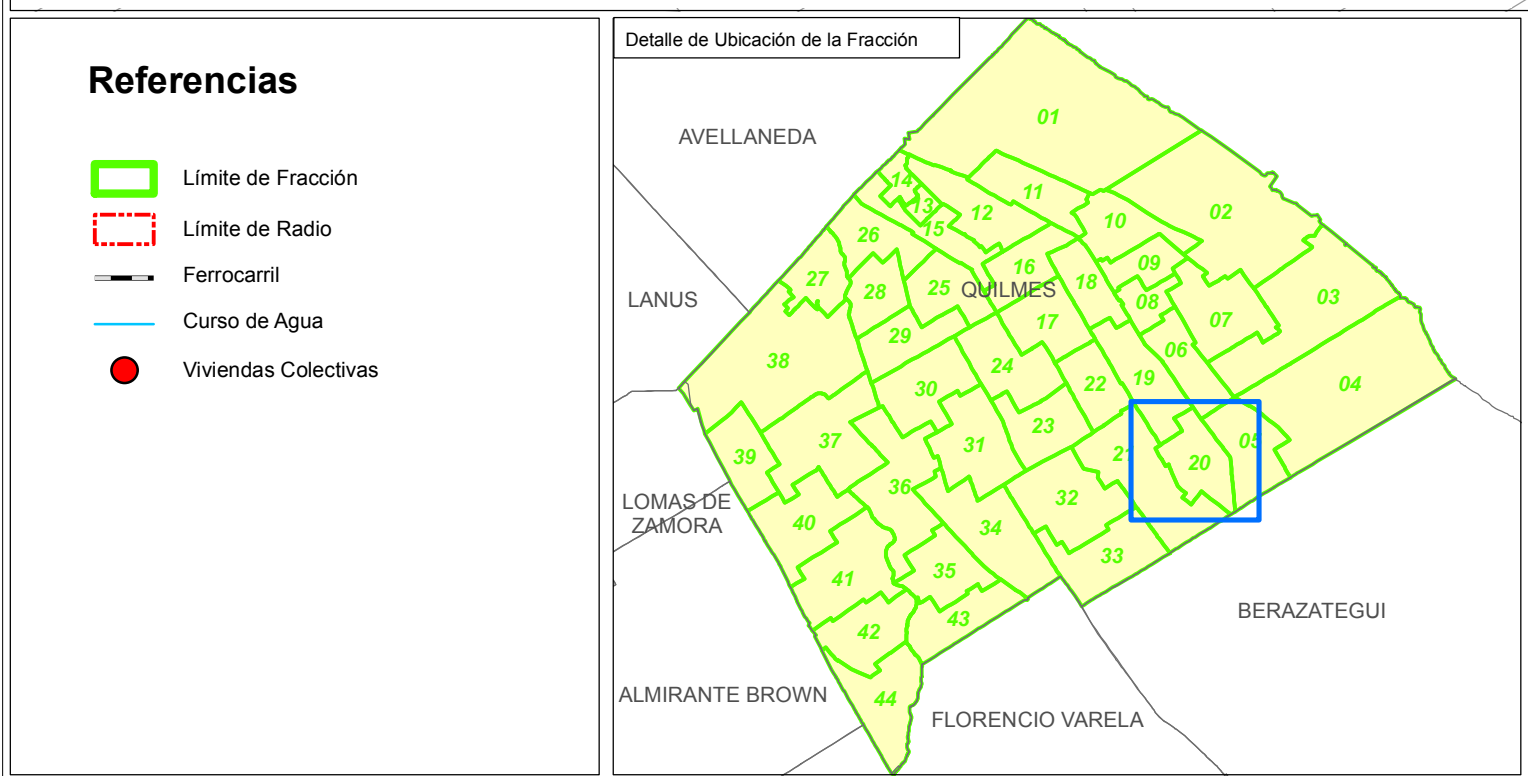 Referencias
Límite de Fracción
Límite de Radio
Ferrocarril
Curso de Agua
Viviendas Colectivas
Detalle de Ubicación de la Fracción
01
AVELLANEDA
14
11
13
12
02
10
15
26
09
16
27
18
25
QUILMES
28
03
LANUS
08
07
17
29
06
38
24
19
22
04
30
23
37
31
05
39
21
20
36
32
LOMAS DE
ZAMORA
40
34
33
35
41
BERAZATEGUI
43
42
ALMIRANTE BROWN
44
FLORENCIO VARELA